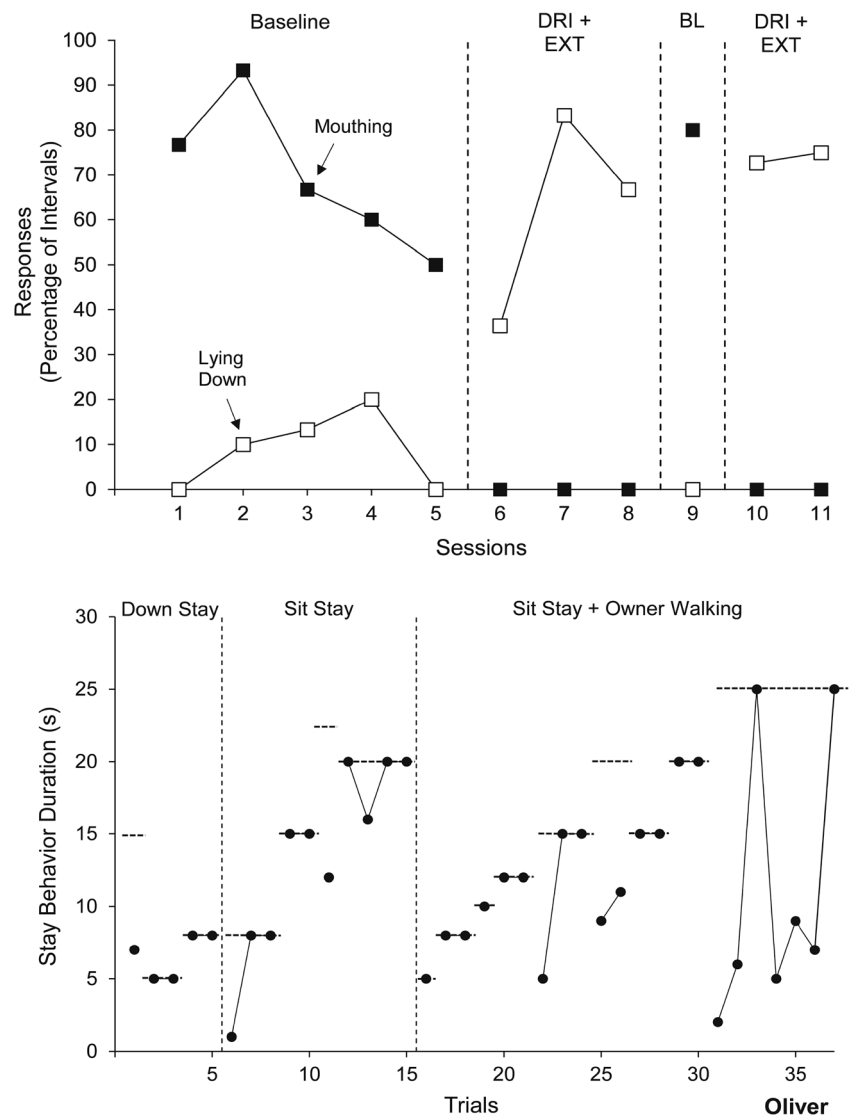 Baseline
DRI +
EXT
BL
DRI +
EXT
100
90
80
70
60
50
40
30
20
10
0
Responses
(Percentage of Intervals)
Mouthing
Lying
Down
1 2 3 4 5 6 7 8 9 10 11
Sessions
Down Stay Sit Stay Sit Stay + Owner Walking
30
25
20
15
10
5
0
Stay Behavior Duration (s)
5 10 15 20 25 30 35
Trials
Oliver